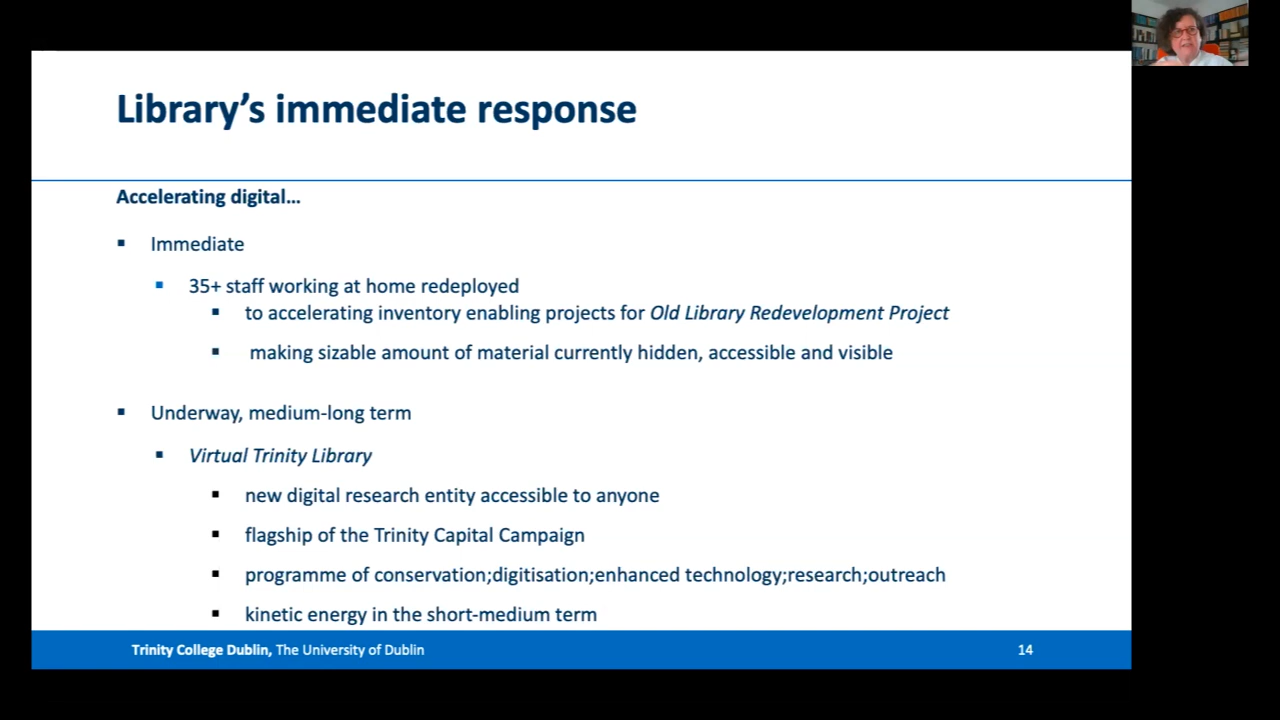 Library’s immediate response
Accelerating digital…
▪ Immediate
▪ 35+ staff working at home redeployed
▪ to accelerating inventory enabling projects for Old Library Redevelopment Project
▪ making sizable amount of material currently hidden, accessible and visible
▪ Underway, medium-long term
▪ Virtual Trinity Library
▪ new digital research entity accessible to anyone
▪ flagship of the Trinity Capital Campaign
▪ programme of conservation;digitisation;enhanced technology;research;outreach
▪ kinetic energy in the short-medium term
Trinity College Dublin, The University of Dublin 14